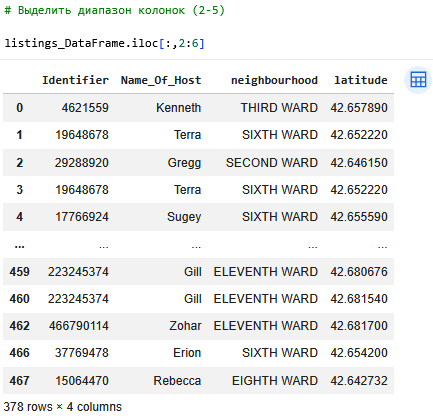 # Выделить диапазон колонок (2-5)
listings_DataFrame.iloc[:,2:6]
Identifier Name_Of_Host neighbourhood latitude
0 4621559 Kenneth THIRD WARD 42.657890
1 19648678 Terra SIXTH WARD 42.652220
2 29288920 Gregg SECOND WARD 42.646150
3 19648678 Terra SIXTH WARD 42.652220
4 17766924 Sugey SIXTH WARD 42.655590
... ... ... ... ...
459 223245374 Gill ELEVENTH WARD 42.680676
460 223245374 Gill ELEVENTH WARD 42.681540
462 466790114 Zohar ELEVENTH WARD 42.681700
466 37769478 Erion SIXTH WARD 42.654200
467 15064470 Rebecca EIGHTH WARD 42.642732
378 rows × 4 columns